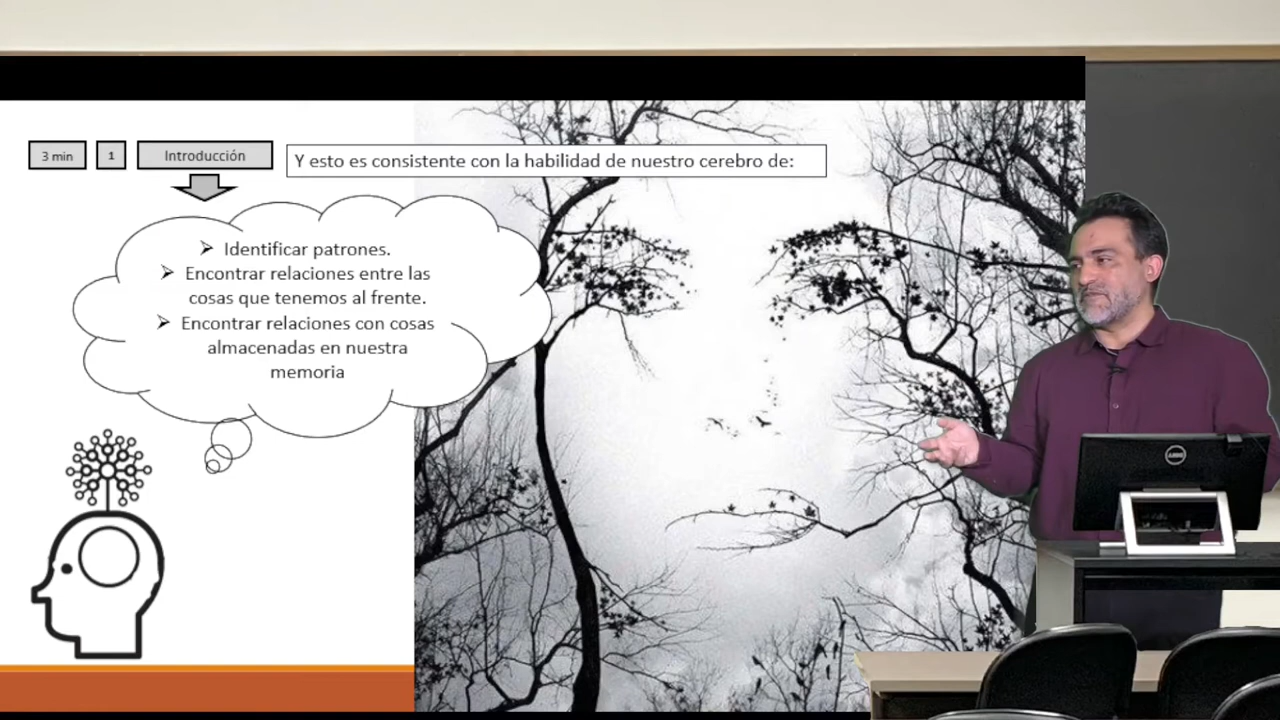 3 min
1
Introducción
Y esto es consistente con la habilidad de nuestro cerebro de:
➢ Identificar patrones.
➢ Encontrar relaciones entre las
cosas que tenemos al frente.
➢ Encontrar relaciones con cosas
almacenadas en nuestra
memoria
DELL